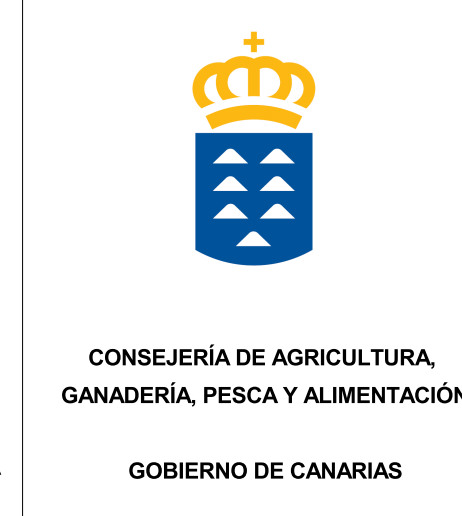 CONSEJERÍA DE AGRICULTURA,
GANADERÍA, PESCA Y ALIMENTACIÓN
GOBIERNO DE CANARIAS